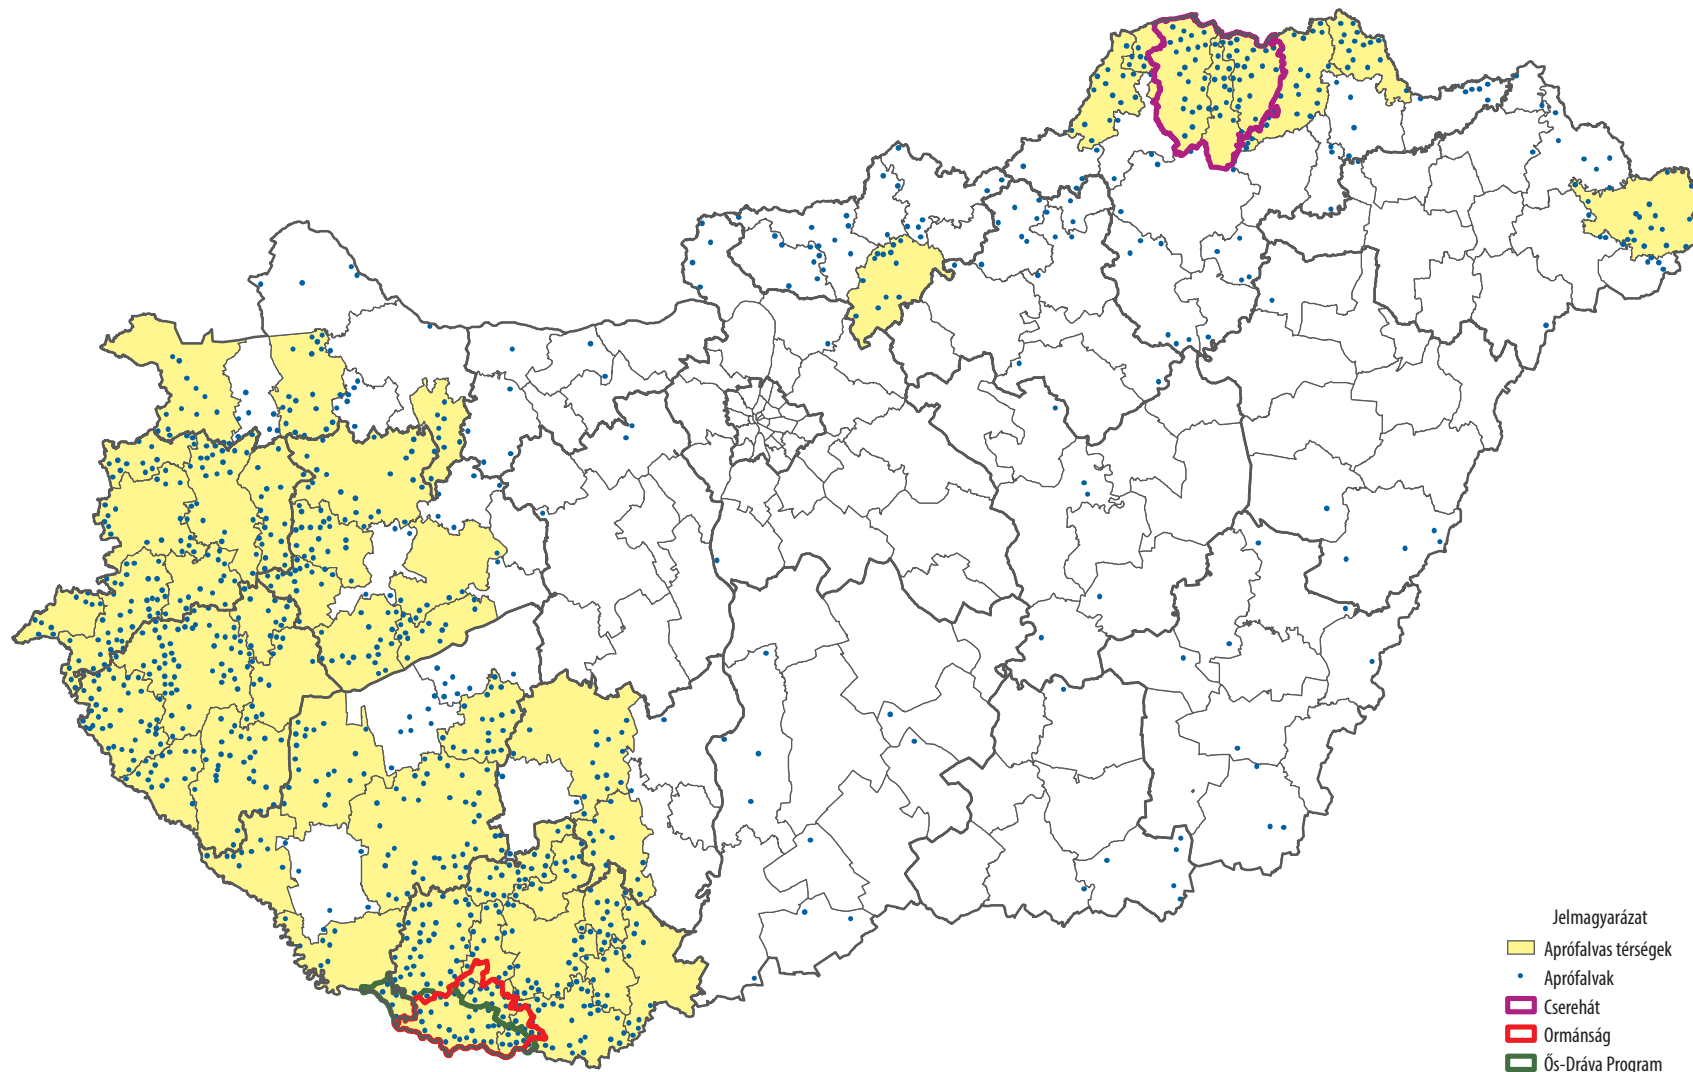 Jelmagyarázat
Aprófalvas térségek
Aprófalvak
Cserehát
Ormánság
Ős-Dráva Program